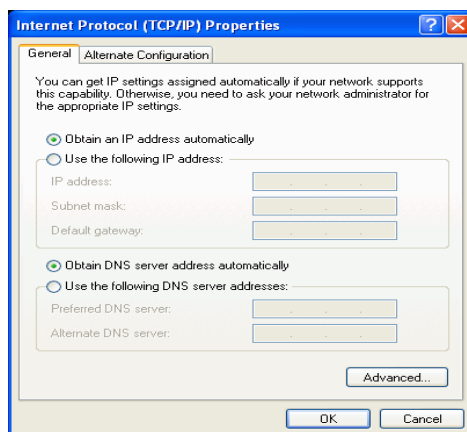 Internet Protocol (TCP/IP) Properties
General Alternate Configuration
You can get IP settings assigned automatically if your network supports
this capability. Otherwise, you need to ask your network administrator for
the appropriate IP settings.
Obtain an IP address automatically
Use the following IP address:
IP address:
Subnet mask:
Default gateway:
Obtain DNS server address automatically
Use the following DNS server addresses:
Preferred DNS server:
Alternate DNS server:
Advanced...
OK Cancel